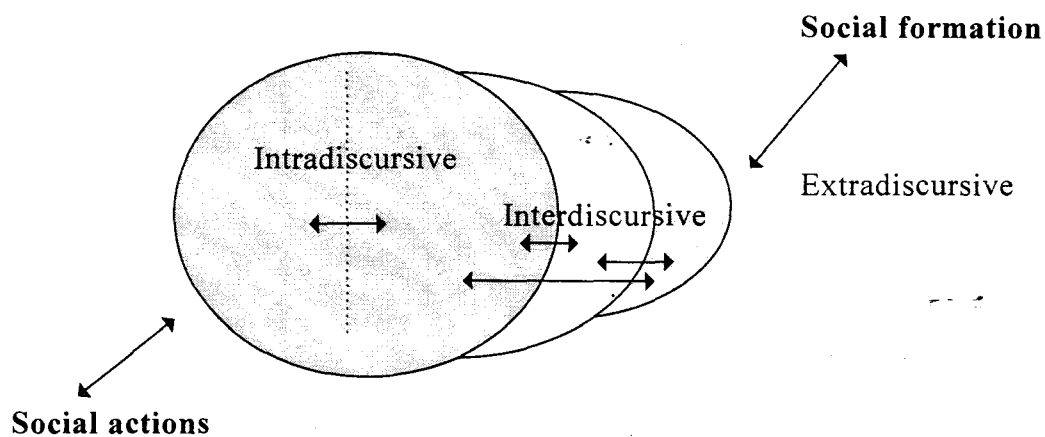 Social formation
Intradiscursive
Extradiscursive
Interdiscursive
Social actions